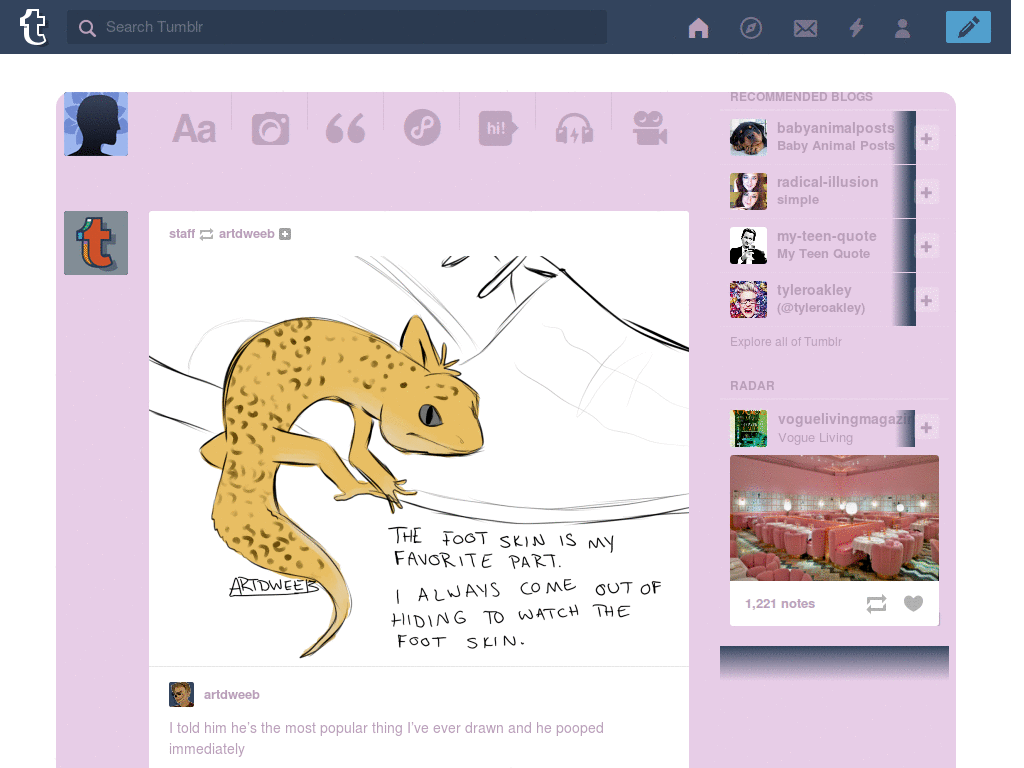 Search Tumblr
Aa
hi!
staff artdweeb
THE FOOT SKIN IS MY
FAVORITE PART.
I ALWAYS COME OUT OF
HIDING TO WATCH THE
FOOT SKIN.
ARTDWEEB
artdweeb
I told him he's the most popular thing I've ever drawn and he pooped
immediately
RECOMMENDED BLOGS
babyanimalposts
Baby Animal Posts
radical-illusion
simple
my-teen-quote
My Teen Quote
tyleroakley
(@tyleroakley)
Explore all of Tumblr
RADAR
voguelivingmagazin
Vogue Living
1,221 notes